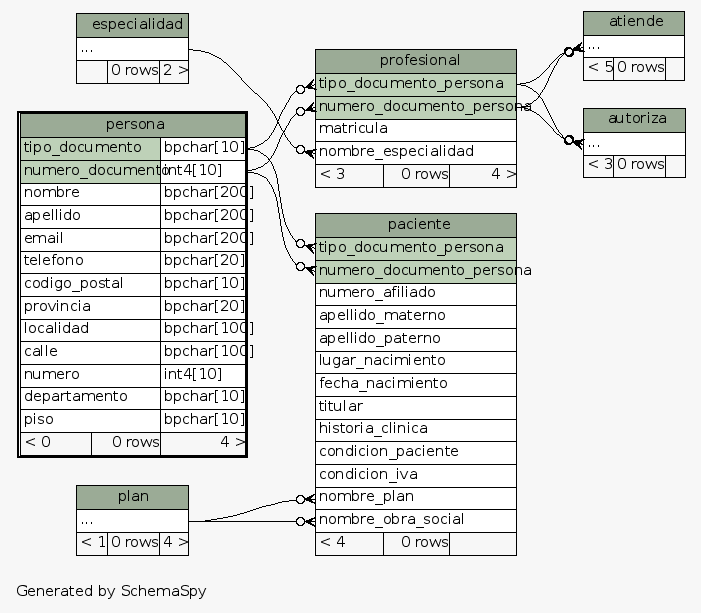 especialidad
...
0 rows 2 >
persona
tipo_documento bpchar[10]
numero_documento int4[10]
nombre bpchar[200]
apellido bpchar[200]
email bpchar[200]
telefono bpchar[20]
codigo_postal bpchar[10]
provincia bpchar[20]
localidad bpchar[100]
calle bpchar[100]
numero int4[10]
departamento bpchar[10]
piso bpchar[10]
< 0 0 rows 4 >
plan
...
< 1 0 rows 4 >
profesional
tipo_documento_persona
numero_documento_persona
matricula
nombre_especialidad
< 3 0 rows 4 >
paciente
tipo_documento_persona
numero_documento_persona
numero_afiliado
apellido_materno
apellido_paterno
lugar_nacimiento
fecha_nacimiento
titular
historia_clinica
condicion_paciente
condicion_iva
nombre_plan
nombre_obra_social
< 4 0 rows
atiende
...
< 5 0 rows
autoriza
...
< 3 0 rows
Generated by SchemaSpy